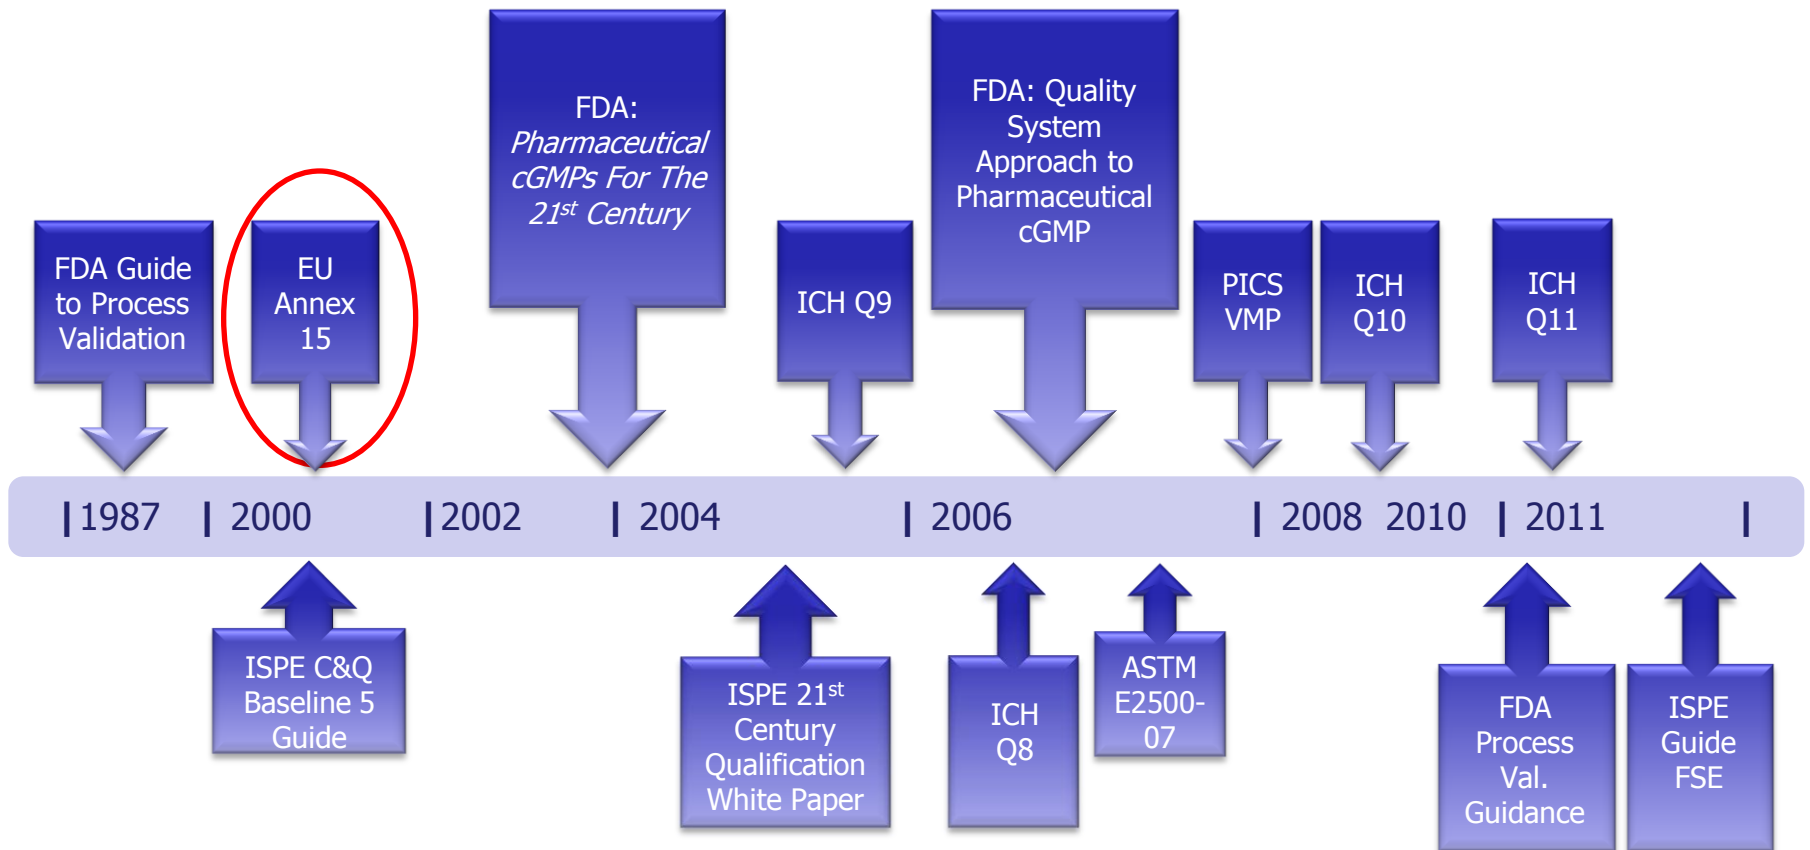 FDA Guide
to Process
Validation
EU
Annex
15
FDA:
Pharmaceutical
cGMPs For The
21st Century
ICH Q9
FDA: Quality
System
Approach to
Pharmaceutical
cGMP
PICS
VMP
ICH
Q10
ICH
Q11
| 1987 | 2000 | 2002 | 2004 | 2006 | 2008 2010 | 2011 |
ISPE C&Q
Baseline 5
Guide
ISPE 21st
Century
Qualification
White Paper
ICH
Q8
ASTM
E2500-
07
FDA
Process
Val.
Guidance
ISPE
Guide
FSE